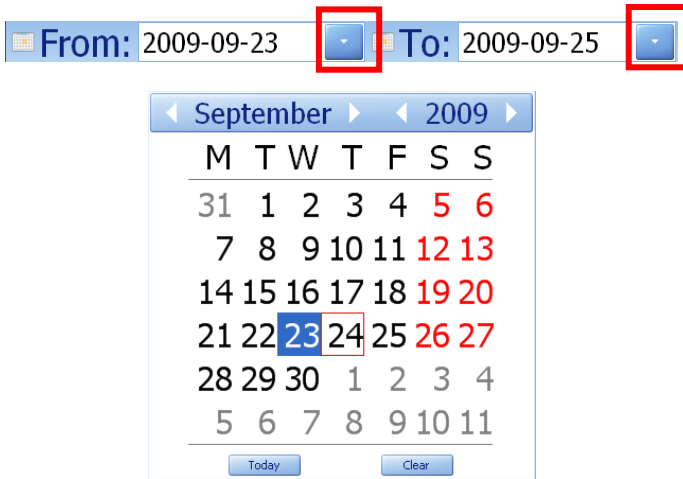 From: 2009-09-23 To: 2009-09-25
September 2009
M T W T F S S
31 1 2 3 4 5 6
7 8 9 10 11 12 13
14 15 16 17 18 19 20
21 22 23 24 25 26 27
28 29 30 1 2 3 4
5 6 7 8 9 10 11
Today Clear